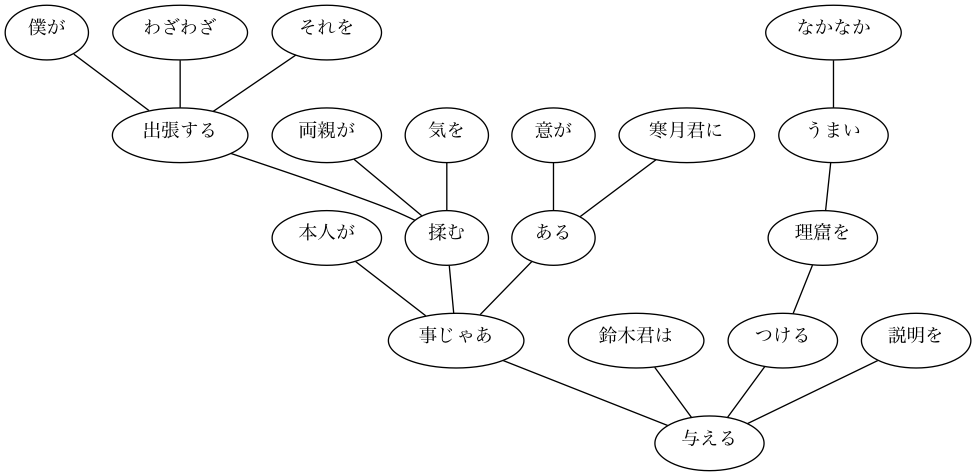 僕が わざわざ それを なかなか
出張する 両親が 気を 意が 寒月君に うまい
本人が 揉む ある 理窟を
事じゃあ 鈴木君は つける 説明を
与える